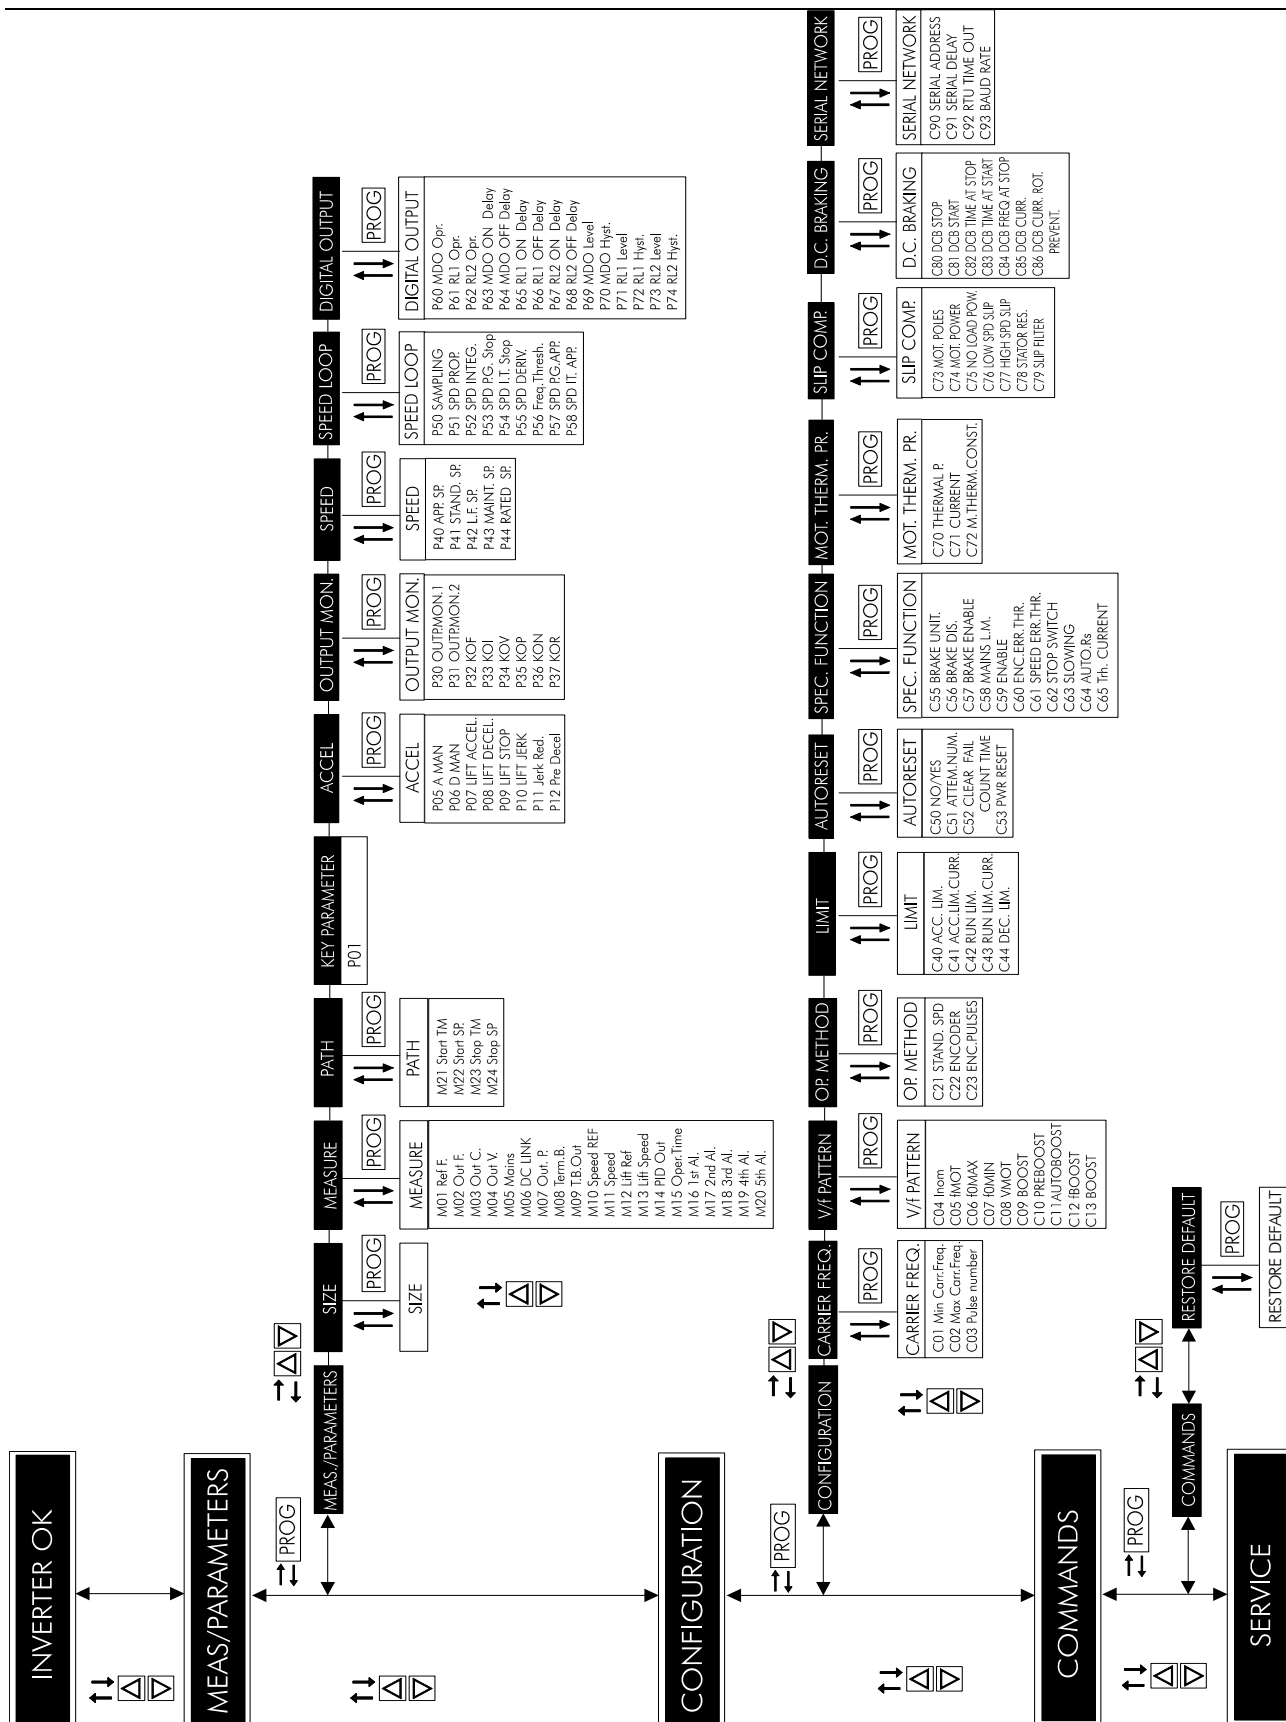 INVERTER OK
MEAS/PARAMETERS
PROG
MEAS./PARAMETERS
SIZE
PROG
SIZE
MEASURE
PROG
MEASURE
M01 Ref F.
M02 Out F.
M03 Out C.
M04 Out V.
M05 Mains
M06 DC LINK
M07 Out. P.
M08 Term.B.
M09 T.B.Out
M10 Speed REF
M11 Speed
M12 Lift Ref
M13 Lift Speed
M14 PID Out
M15 Oper.Time
M16 1st Al.
M17 2nd Al.
M18 3rd Al.
M19 4th Al.
M20 5th Al.
PATH
PROG
PATH
M21 Start TM
M22 Start SP.
M23 Stop TM
M24 Stop SP
KEY PARAMETER
P01
ACCEL
PROG
ACCEL
P05 A MAN
P06 D MAN
P07 LIFT ACCEL.
P08 LIFT DECEL.
P09 LIFT STOP
P10 LIFT JERK
P11 Jerk Red.
P12 Pre Decel
OUTPUT MON.
PROG
OUTPUT MON.
P30 OUTP.MON.1
P31 OUTP.MON.2
P32 KOF
P33 KOI
P34 KOV
P35 KOP
P36 KON
P37 KOR
SPEED
PROG
SPEED
P40 APP. SP.
P41 STAND. SP.
P42 L.F. SP.
P43 MAINT. SP.
P44 RATED SP.
SPEED LOOP
PROG
SPEED LOOP
P50 SAMPLING
P51 SPD PROP.
P52 SPD INTEG.
P53 SPD P.G. Stop
P54 SPD I.T. Stop
P55 SPD DERIV.
P56 Freq.Thresh.
P57 SPD P.G.APP.
P58 SPD IT. APP.
DIGITAL OUTPUT
PROG
DIGITAL OUTPUT
P60 MDO Opr.
P61 RL1 Opr.
P62 RL2 Opr.
P63 MDO ON Delay
P64 MDO OFF Delay
P65 RL1 ON Delay
P66 RL1 OFF Delay
P67 RL2 ON Delay
P68 RL2 OFF Delay
P69 MDO Level
P70 MDO Hyst.
P71 RL1 Level
P72 RL1 Hyst.
P73 RL2 Level
P74 RL2 Hyst.
CONFIGURATION
PROG
CONFIGURATION
CARRIER FREQ.
PROG
CARRIER FREQ.
C01 Min Carr.Freq.
C02 Max Carr.Freq.
C03 Pulse number
V/f PATTERN
PROG
V/f PATTERN
C04 Inom
C05 fMOT
C06 f0MAX
C07 f0MIN
C08 VMOT
C09 BOOST
C10 PREBOOST
C11AUTOBOOST
C12 fBOOST
C13 BOOST
OP. METHOD
PROG
OP. METHOD
C21 STAND. SPD
C22 ENCODER
C23 ENC.PULSES
LIMIT
PROG
LIMIT
C40 ACC. LIM.
C41 ACC.LIM.CURR.
C42 RUN LIM.
C43 RUN LIM.CURR.
C44 DEC. LIM.
AUTORESET
PROG
AUTORESET
C50 NO/YES
C51 ATTEM.NUM.
C52 CLEAR FAIL
COUNT TIME
C53 PWR RESET
SPEC. FUNCTION
PROG
SPEC. FUNCTION
C55 BRAKE UNIT.
C56 BRAKE DIS.
C57 BRAKE ENABLE
C58 MAINS L.M.
C59 ENABLE
C60 ENC.ERR.THR.
C61 SPEED ERR.THR.
C62 STOP SWITCH
C63 SLOWING
C64 AUTO.Rs
C65 Trh. CURRENT
MOT. THERM. PR.
PROG
MOT. THERM. PR.
C70 THERMAL P.
C71 CURRENT
C72 M.THERM.CONST.
SLIP COMP.
PROG
SLIP COMP.
C73 MOT. POLES
C74 MOT. POWER
C75 NO LOAD POW.
C76 LOW SPD SLIP
C77 HIGH SPD SLIP
C78 STATOR RES.
C79 SLIP FILTER
D.C. BRAKING
PROG
D.C. BRAKING
C80 DCB STOP
C81 DCB START
C82 DCB TIME AT STOP
C83 DCB TIME AT START
C84 DCB FREQ.AT STOP
C85 DCB CURR.
C86 DCB CURR. ROT.
PREVENT.
SERIAL NETWORK
PROG
SERIAL NETWORK
C90 SERIAL ADDRESS
C91 SERIAL DELAY
C92 RTU TIME OUT
C93 BAUD RATE
COMMANDS
PROG
COMMANDS
RESTORE DEFAULT
PROG
RESTORE DEFAULT
SERVICE